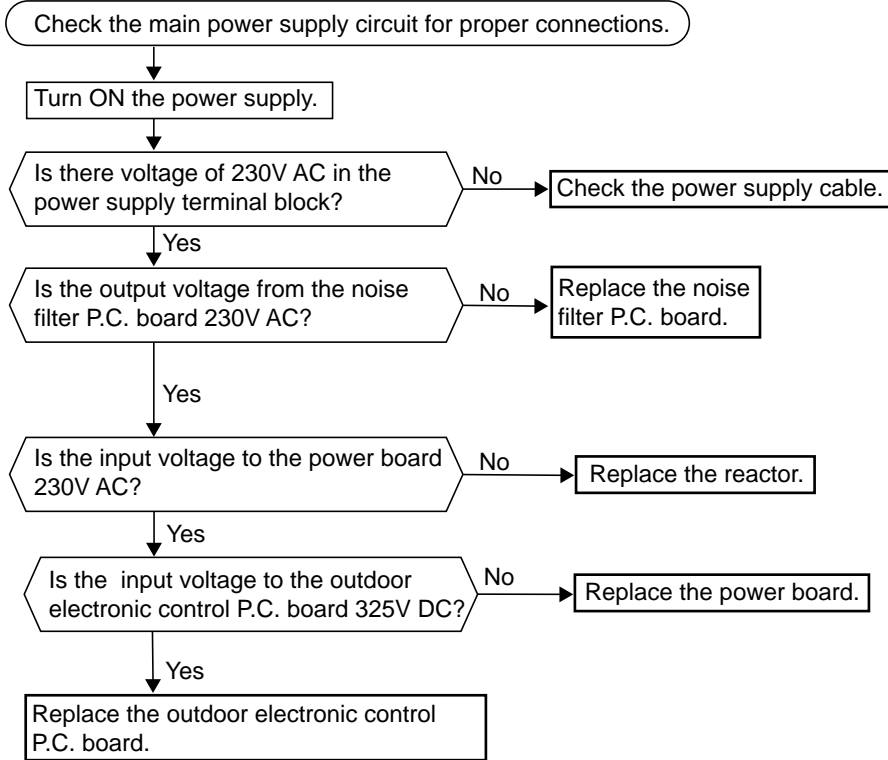 Check the main power supply circuit for proper connections.
Turn ON the power supply.
Is there voltage of 230V AC in the
power supply terminal block?
No
Check the power supply cable.
Yes
Is the output voltage from the noise
filter P.C. board 230V AC?
No
Replace the noise
filter P.C. board.
Yes
Is the input voltage to the power board
230V AC?
No
Replace the reactor.
Yes
Is the  input voltage to the outdoor
electronic control P.C. board 325V DC?
No
Replace the power board.
Yes
Replace the outdoor electronic control
P.C. board.